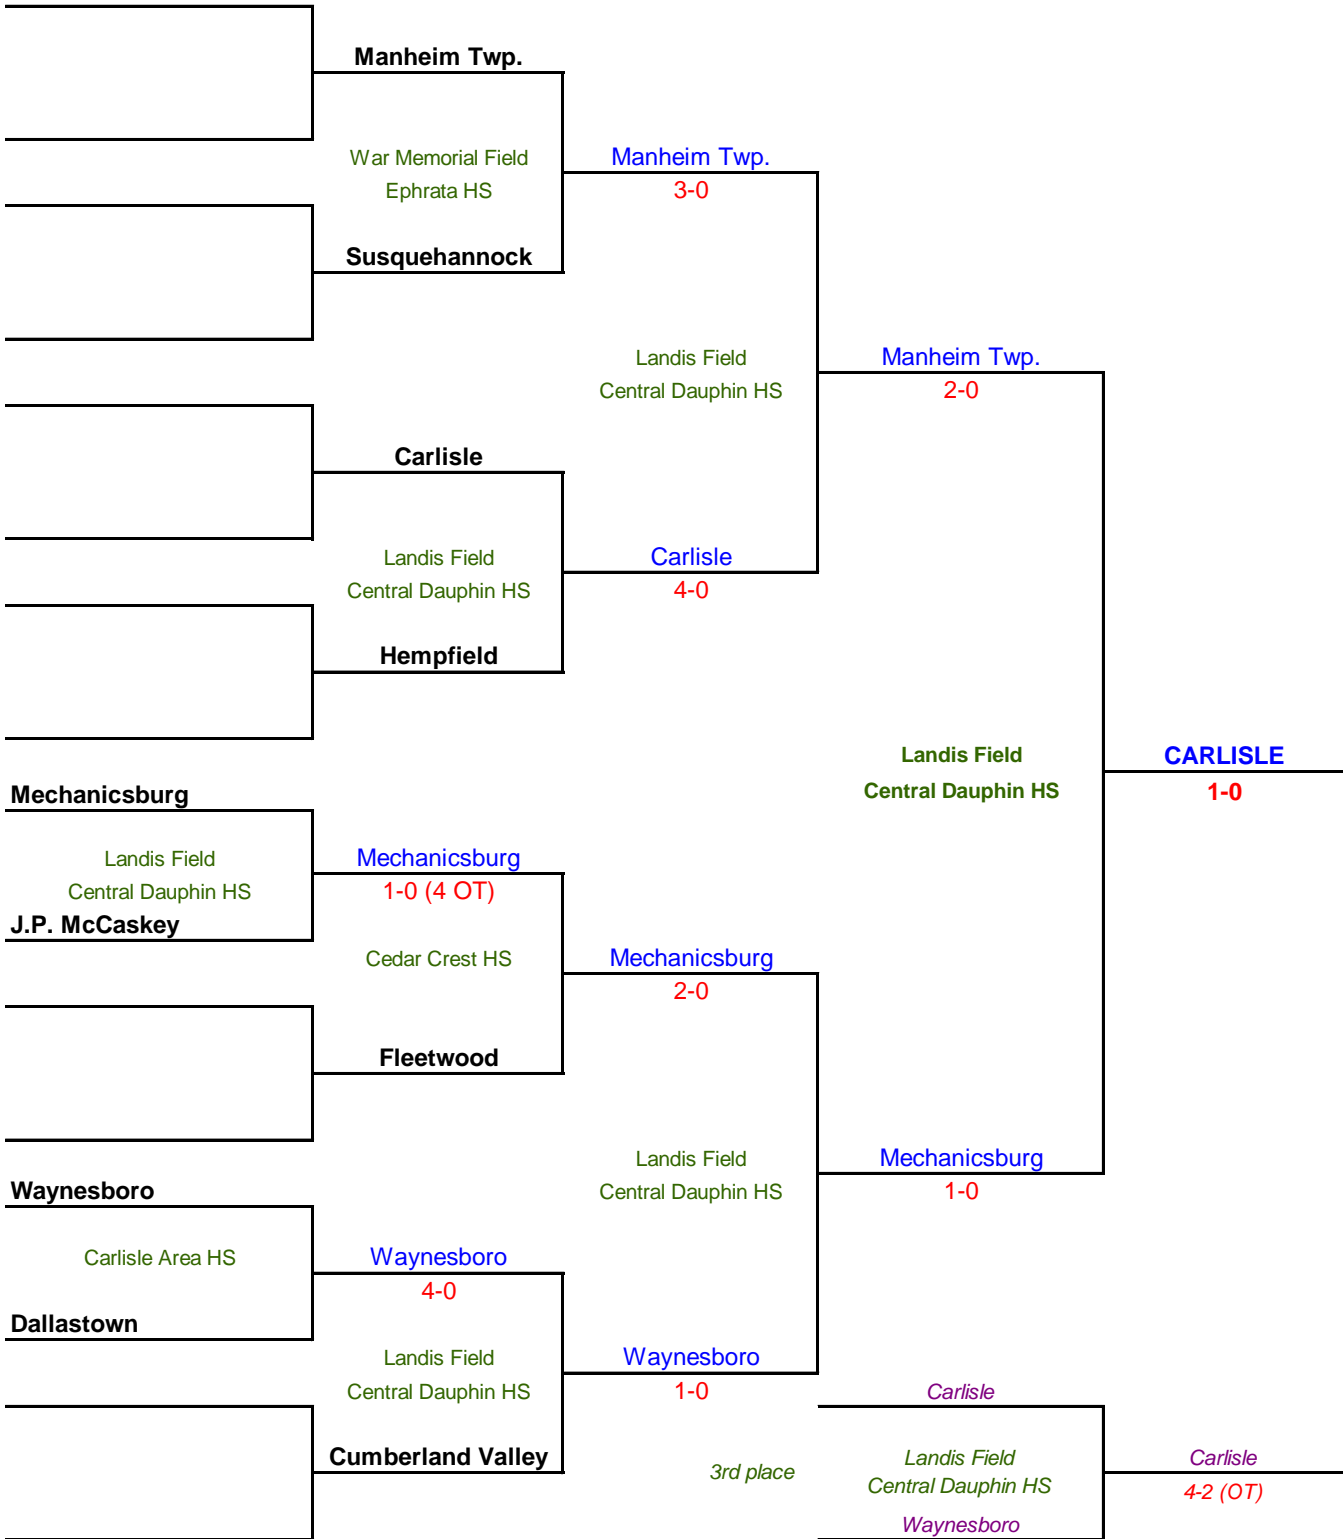 Manheim Twp.
War Memorial Field
Ephrata HS
Manheim Twp.
3-0
Susquehannock
Landis Field
Central Dauphin HS
Manheim Twp.
2-0
Carlisle
Landis Field
Central Dauphin HS
Carlisle
4-0
Hempfield
Landis Field
Central Dauphin HS
CARLISLE
1-0
Mechanicsburg
Landis Field
Central Dauphin HS
J.P. McCaskey
Mechanicsburg
1-0 (4 OT)
Cedar Crest HS
Mechanicsburg
2-0
Fleetwood
Landis Field
Central Dauphin HS
Mechanicsburg
1-0
Waynesboro
Carlisle Area HS
Dallastown
Waynesboro
4-0
Landis Field
Central Dauphin HS
Waynesboro
1-0
Cumberland Valley
3rd place
Carlisle
Landis Field
Central Dauphin HS
Waynesboro
Carlisle
4-2 (OT)